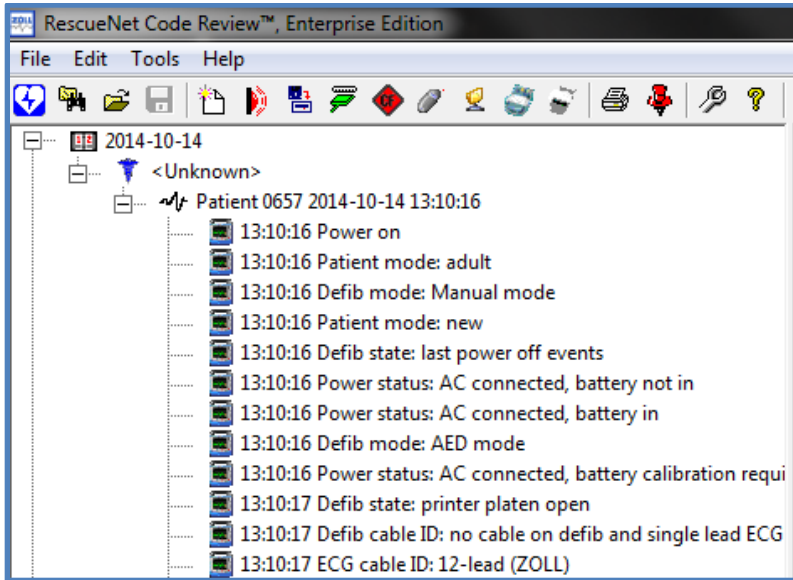 ZOLL RescueNet Code Review™, Enterprise Edition
File Edit Tools Help
CF ?
2014-10-14
<Unknown>
Patient 0657 2014-10-14 13:10:16
13:10:16 Power on
13:10:16 Patient mode: adult
13:10:16 Defib mode: Manual mode
13:10:16 Patient mode: new
13:10:16 Defib state: last power off events
13:10:16 Power status: AC connected, battery not in
13:10:16 Power status: AC connected, battery in
13:10:16 Defib mode: AED mode
13:10:16 Power status: AC connected, battery calibration requi
13:10:17 Defib state: printer platen open
13:10:17 Defib cable ID: no cable on defib and single lead ECG
13:10:17 ECG cable ID: 12-lead (ZOLL)